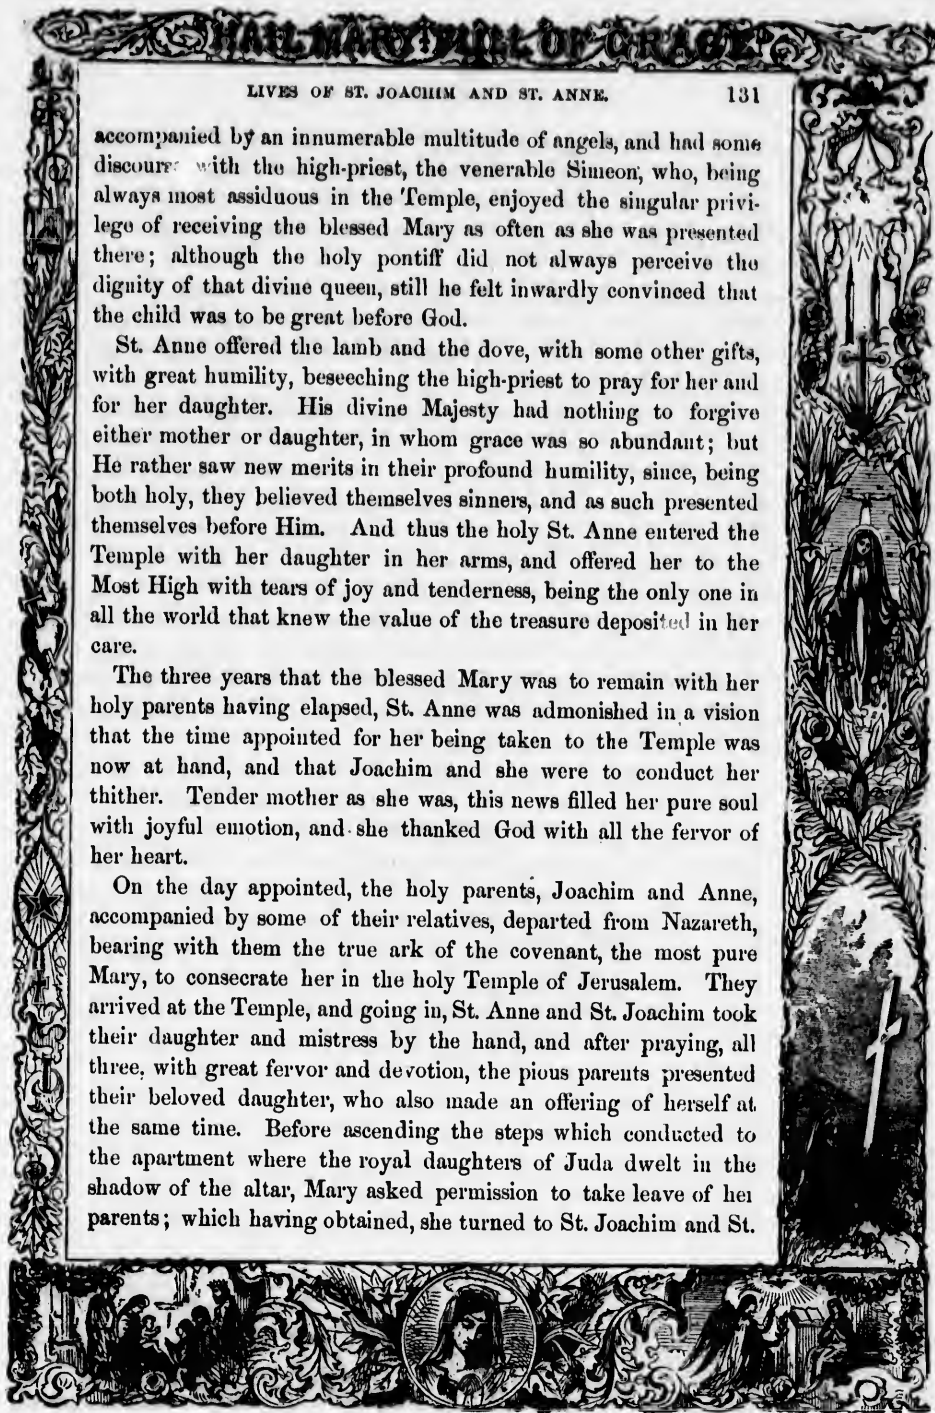 HAIL MARY FULL OF GRACE
LIVES OF ST. JOACHIM AND ST. ANNE. 131
accompanied by an innumerable multitude of angels, and had some
discourse with the high-priest, the venerable Simeon, who, being
always most assiduous in the Temple, enjoyed the singular privi-
lege of receiving the blessed Mary as often as she was presented
there; although the holy pontiff did not always perceive the
dignity of that divine queen, still he felt inwardly convinced that
the child was to be great before God.
St. Anne offered the lamb and the dove, with some other gifts,
with great humility, beseeching the high-priest to pray for her and
for her daughter. His divine Majesty had nothing to forgive
either mother or daughter, in whom grace was so abundant; but
He rather saw new merits in their profound humility, since, being
both holy, they believed themselves sinners, and as such presented
themselves before Him. And thus the holy St. Anne entered the
Temple with her daughter in her arms, and offered her to the
Most High with tears of joy and tenderness, being the only one in
all the world that knew the value of the treasure deposited in her
care.
The three years that the blessed Mary was to remain with her
holy parents having elapsed, St. Anne was admonished in a vision
that the time appointed for her being taken to the Temple was
now at hand, and that Joachim and she were to conduct her
thither. Tender mother as she was, this news filled her pure soul
with joyful emotion, and she thanked God with all the fervor of
her heart.
On the day appointed, the holy parents, Joachim and Anne,
accompanied by some of their relatives, departed from Nazareth,
bearing with them the true ark of the covenant, the most pure
Mary, to consecrate her in the holy Temple of Jerusalem. They
arrived at the Temple, and going in, St. Anne and St. Joachim took
their daughter and mistress by the hand, and after praying, all
three, with great fervor and devotion, the pious parents presented
their beloved daughter, who also made an offering of herself at
the same time. Before ascending the steps which conducted to
the apartment where the royal daughters of Juda dwelt in the
shadow of the altar, Mary asked permission to take leave of her
parents; which having obtained, she turned to St. Joachim and St.